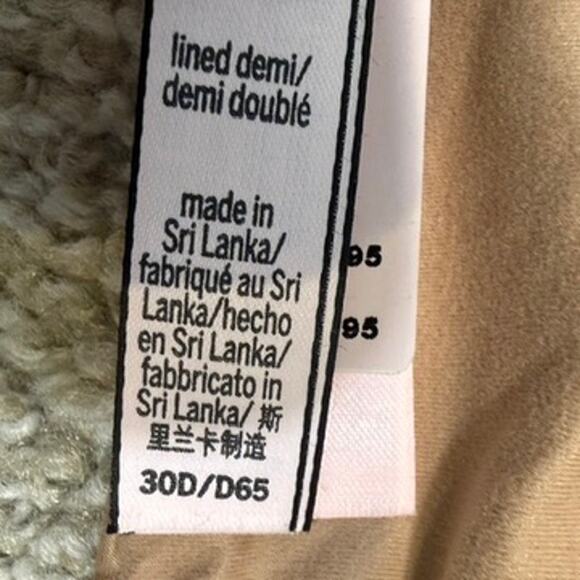 lined demi/
demi doublé
made in
Sri Lanka/
fabriqué au Sri
Lanka/hecho
en Sri Lanka/
fabbricato in
Sri Lanka/ 斯
里兰卡制造
30D/D65
95
95